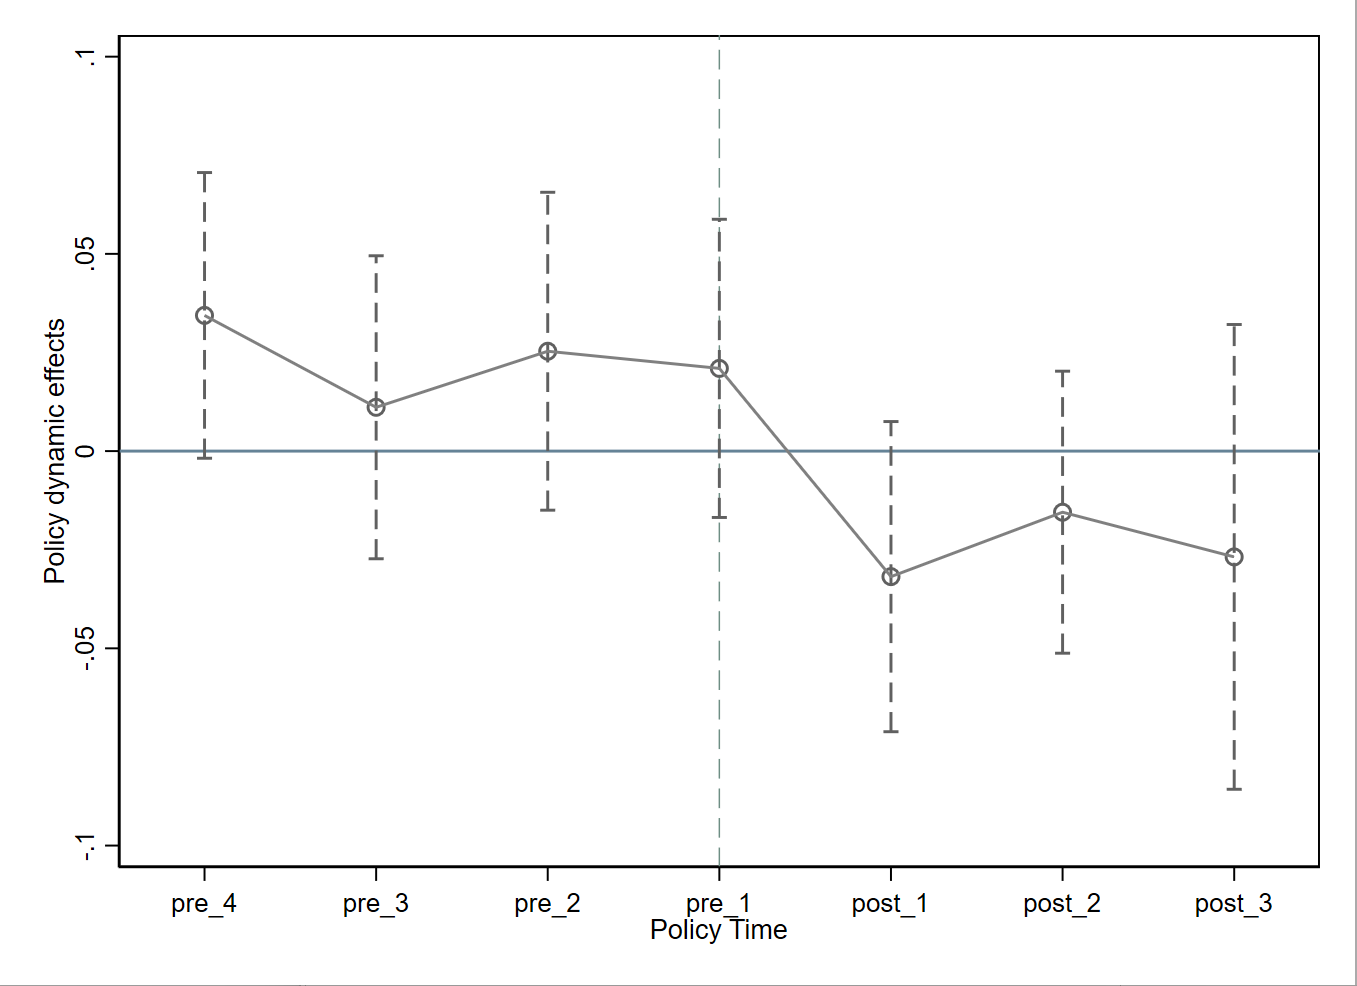 .1
.05
0
-.05
-.1
Policy dynamic effects
pre_4 pre_3 pre_2 pre_1 post_1 post_2 post_3
Policy Time